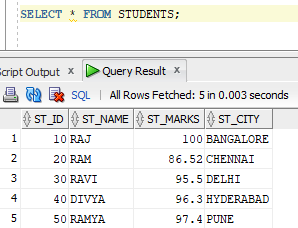 SELECT * FROM STUDENTS;
Script Output × Query Result ×
SQL | All Rows Fetched: 5 in 0.003 seconds
ST_ID ST_NAME ST_MARKS ST_CITY
1 10 RAJ 100 BANGALORE
2 20 RAM 86.52 CHENNAI
3 30 RAVI 95.5 DELHI
4 40 DIVYA 96.3 HYDERABAD
5 50 RAMYA 97.4 PUNE